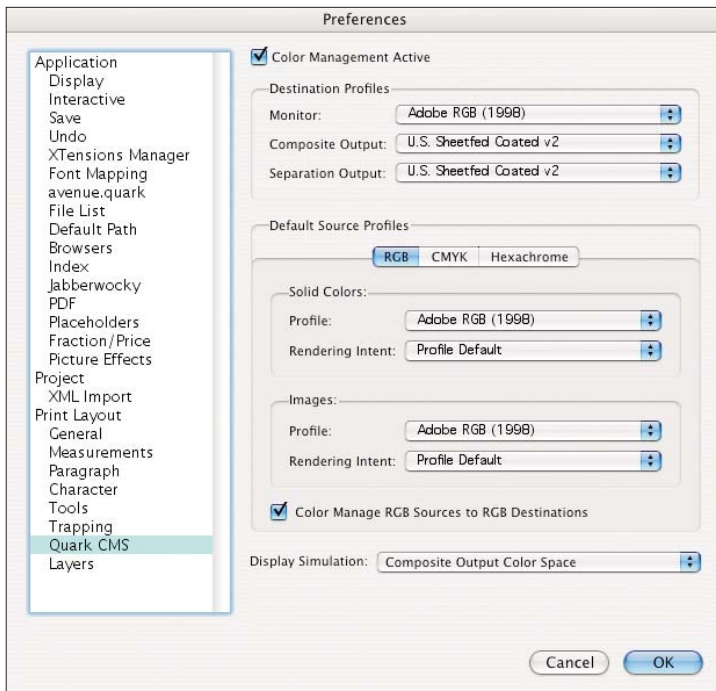 Preferences
Application
Display
Interactive
Save
Undo
XTensions Manager
Font Mapping
avenue.quark
File List
Default Path
Browsers
Index
Jabberwocky
PDF
Placeholders
Fraction/Price
Picture Effects
Project
XML Import
Print Layout
General
Measurements
Paragraph
Character
Tools
Trapping
Quark CMS
Layers
Color Management Active
Destination Profiles
Monitor: Adobe RGB (1998)
Composite Output: U.S. Sheetfed Coated v2
Separation Output: U.S. Sheetfed Coated v2
Default Source Profiles
RGB CMYK Hexachrome
Solid Colors:
Profile: Adobe RGB (1998)
Rendering Intent: Profile Default
Images:
Profile: Adobe RGB (1998)
Rendering Intent: Profile Default
Color Manage RGB Sources to RGB Destinations
Display Simulation: Composite Output Color Space
Cancel OK